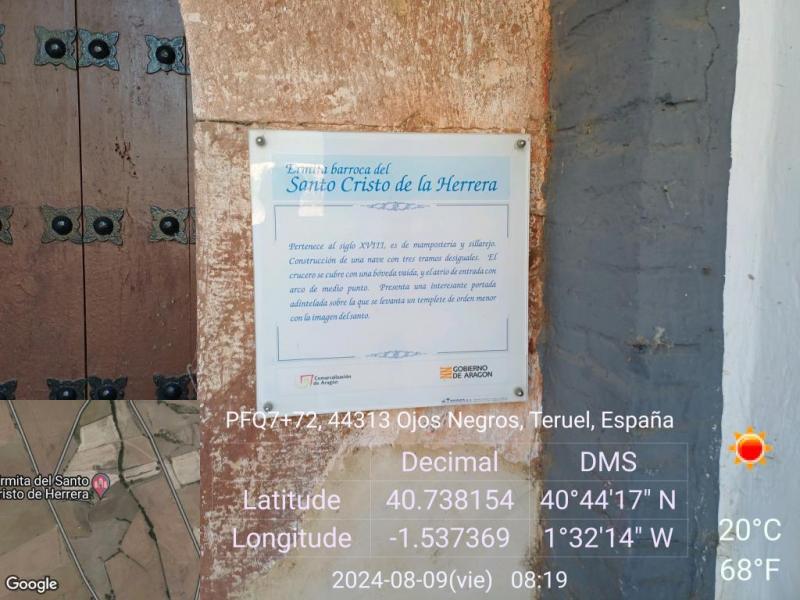 Ermita barroca del
Santo Cristo de la Herrera
Pertenece al siglo XVIII, es de mampostería y sillarejo.
Construcción de una nave con tres tramos desiguales. El
crucero se cubre con una bóveda vaída, y el atrio de entrada con
arco de medio punto. Presenta una interesante portada
adintelada sobre la que se levanta un templete de orden menor
con la imagen del santo.
Comarcalización
de Aragón
GOBIERNO
DE ARAGON
PFQ7+72, 44313 Ojos Negros, Teruel, España
Decimal DMS
Latitude 40.738154 40°44'17" N
Longitude -1.537369 1°32'14" W
2024-08-09(vie) 08:19
20°C
68°F
rmita del Santo
risto de Herrera
Google